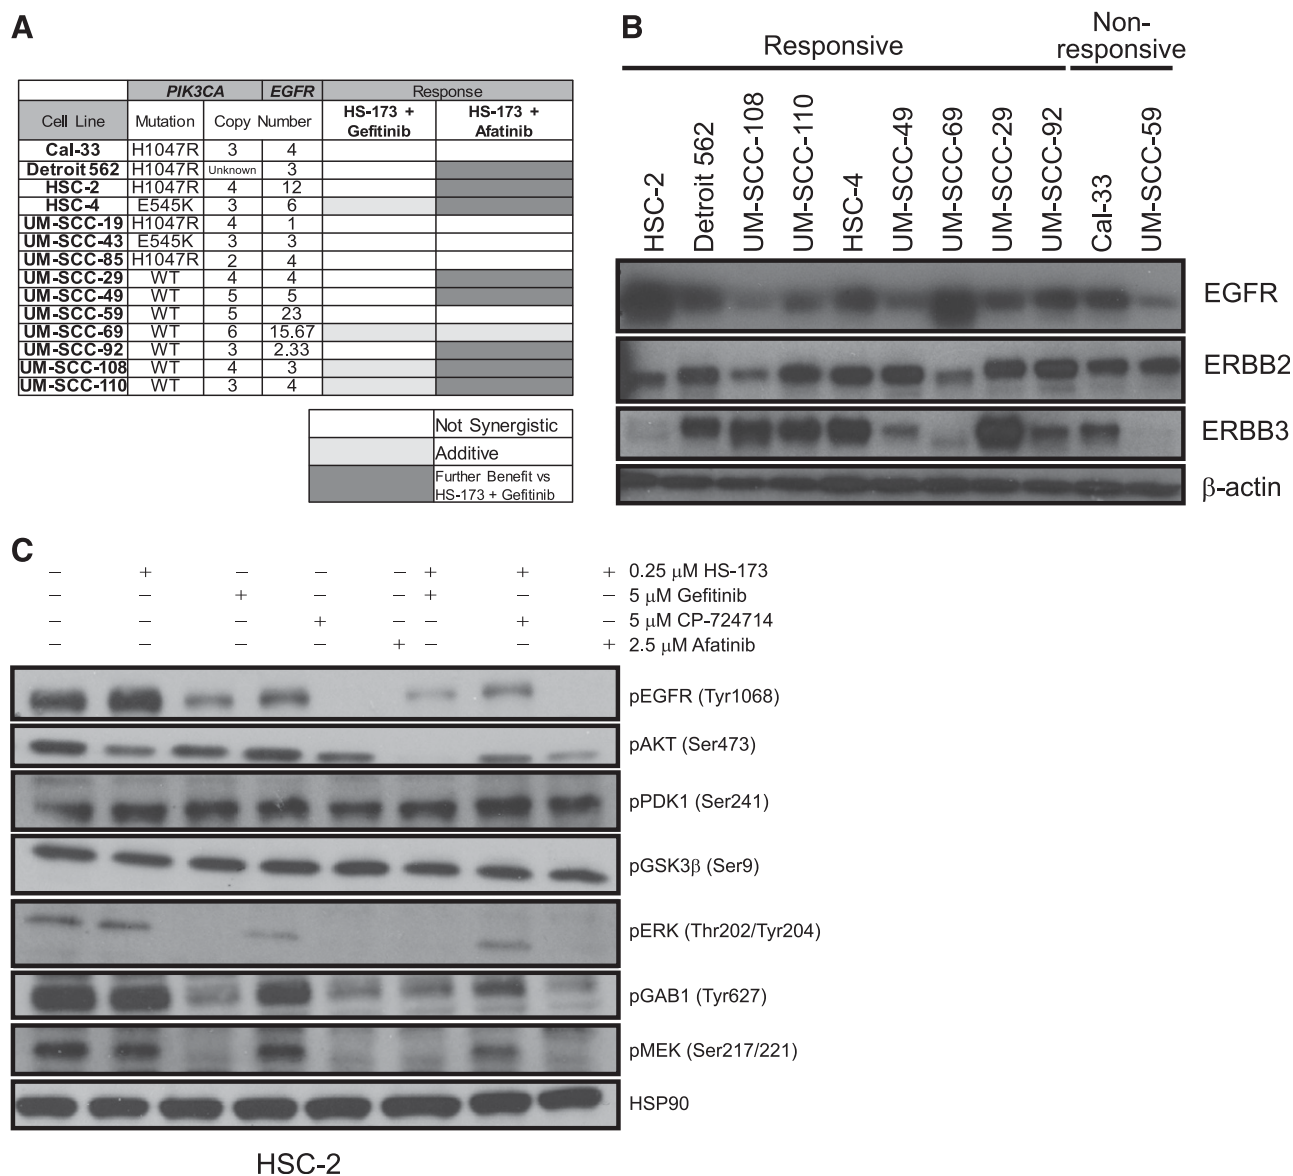 A
PIK3CA EGFR Response
Cell Line Mutation Copy Number HS-173 + Gefitinib HS-173 + Afatinib
Cal-33 H1047R 3 4
Detroit 562 H1047R Unknown 3
HSC-2 H1047R 4 12
HSC-4 E545K 3 6
UM-SCC-19 H1047R 4 1
UM-SCC-43 E545K 3 3
UM-SCC-85 H1047R 2 4
UM-SCC-29 WT 4 4
UM-SCC-49 WT 5 5
UM-SCC-59 WT 5 23
UM-SCC-69 WT 6 15.67
UM-SCC-92 WT 3 2.33
UM-SCC-108 WT 4 3
UM-SCC-110 WT 3 4
Not Synergistic
Additive
Further Benefit vs
HS-173 + Gefitinib
B
Responsive
Non-
responsive
HSC-2
Detroit 562
UM-SCC-108
UM-SCC-110
HSC-4
UM-SCC-49
UM-SCC-69
UM-SCC-29
UM-SCC-92
Cal-33
UM-SCC-59
EGFR
ERBB2
ERBB3
β-actin
C
− + − − − + + + 0.25 μM HS-173
− − + − − + − − 5 μM Gefitinib
− − − + − − + − 5 μM CP-724714
− − − − + − − + 2.5 μM Afatinib
pEGFR (Tyr1068)
pAKT (Ser473)
pPDK1 (Ser241)
pGSK3β (Ser9)
pERK (Thr202/Tyr204)
pGAB1 (Tyr627)
pMEK (Ser217/221)
HSP90
HSC-2